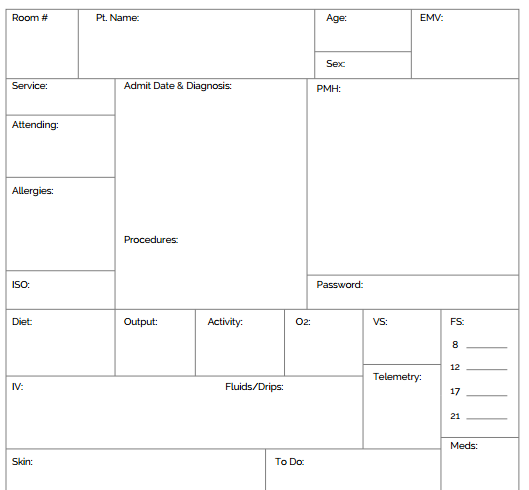 Room #
Pt. Name:
Age:
EMV:
Sex:
Service:
Admit Date & Diagnosis:
PMH:
Attending:
Allergies:
Procedures:
ISO:
Password:
Diet:
Output:
Activity:
O2:
VS:
FS:
8 ________
12 ________
Telemetry:
17 ________
IV:
Fluids/Drips:
21 ________
Meds:
Skin:
To Do: